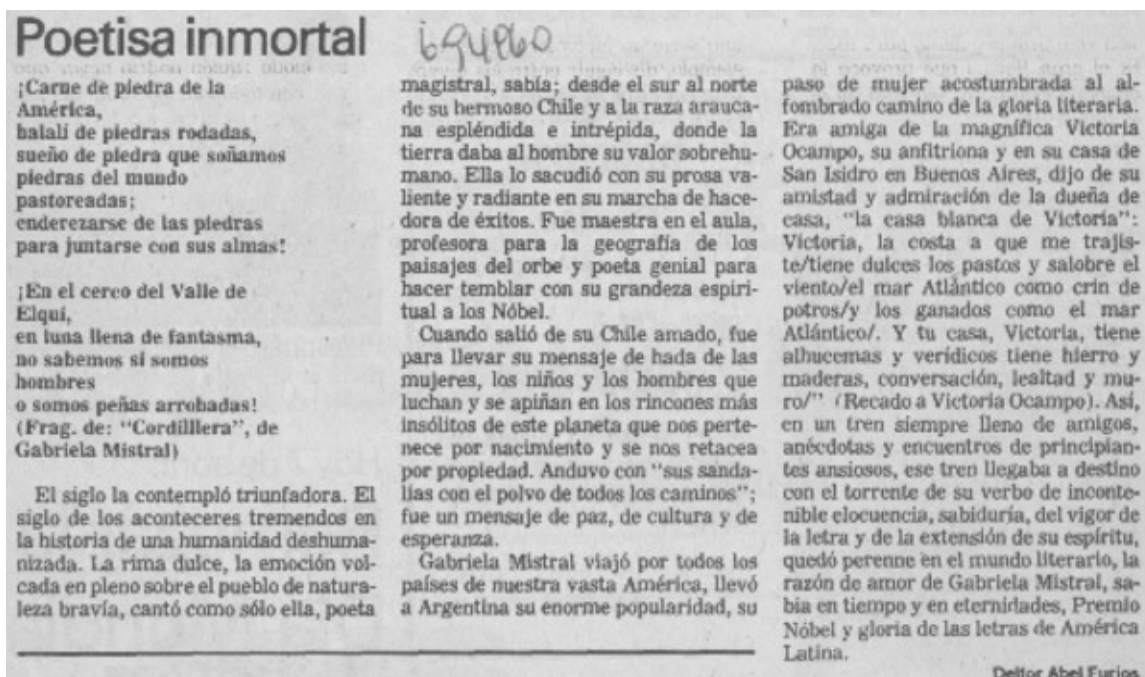 Poetisa inmortal
694960
¡Carne de piedra de la
América,
halalí de piedras rodadas,
sueño de piedra que soñamos
piedras del mundo
pastoreadas;
enderezarse de las piedras
para juntarse con sus almas!
¡En el cerco del Valle de
Elqui,
en luna llena de fantasma,
no sabemos si somos
hombres
o somos peñas arrobadas!
(Frag. de: "Cordilllera", de
Gabriela Mistral)
El siglo la contempló triunfadora. El
siglo de los aconteceres tremendos en
la historia de una humanidad deshuma-
nizada. La rima dulce, la emoción vol-
cada en pleno sobre el pueblo de natura-
leza bravía, cantó como sólo ella, poeta
magistral, sabia; desde el sur al norte
de su hermoso Chile y a la raza arauca-
na espléndida e intrépida, donde la
tierra daba al hombre su valor sobrehu-
mano. Ella lo sacudió con su prosa va-
liente y radiante en su marcha de hace-
dora de éxitos. Fue maestra en el aula,
profesora para la geografía de los
paisajes del orbe y poeta genial para
hacer temblar con su grandeza espiri-
tual a los Nóbel.
Cuando salió de su Chile amado, fue
para llevar su mensaje de hada de las
mujeres, los niños y los hombres que
luchan y se apiñan en los rincones más
insólitos de este planeta que nos perte-
nece por nacimiento y se nos retacea
por propiedad. Anduvo con "sus sanda-
lias con el polvo de todos los caminos";
fue un mensaje de paz, de cultura y de
esperanza.
Gabriela Mistral viajó por todos los
países de nuestra vasta América, llevó
a Argentina su enorme popularidad, su
paso de mujer acostumbrada al al-
fombrado camino de la gloria literaria.
Era amiga de la magnífica Victoria
Ocampo, su anfitriona y en su casa de
San Isidro en Buenos Aires, dijo de su
amistad y admiración de la dueña de
casa, "la casa blanca de Victoria":
Victoria, la costa a que me trajis-
te/tiene dulces los pastos y salobre el
viento/el mar Atlántico como crin de
potros/y los ganados como el mar
Atlántico/. Y tu casa, Victoria, tiene
alhucemas y verídicos tiene hierro y
maderas, conversación, lealtad y mu-
ro/" (Recado a Victoria Ocampo). Así,
en un tren siempre lleno de amigos,
anécdotas y encuentros de principian-
tes ansiosos, ese tren llegaba a destino
con el torrente de su verbo de inconte-
nible elocuencia, sabiduría, del vigor de
la letra y de la extensión de su espíritu,
quedó perenne en el mundo literario, la
razón de amor de Gabriela Mistral, sa-
bia en tiempo y en eternidades, Premio
Nóbel y gloria de las letras de América
Latina.
Abel Furios